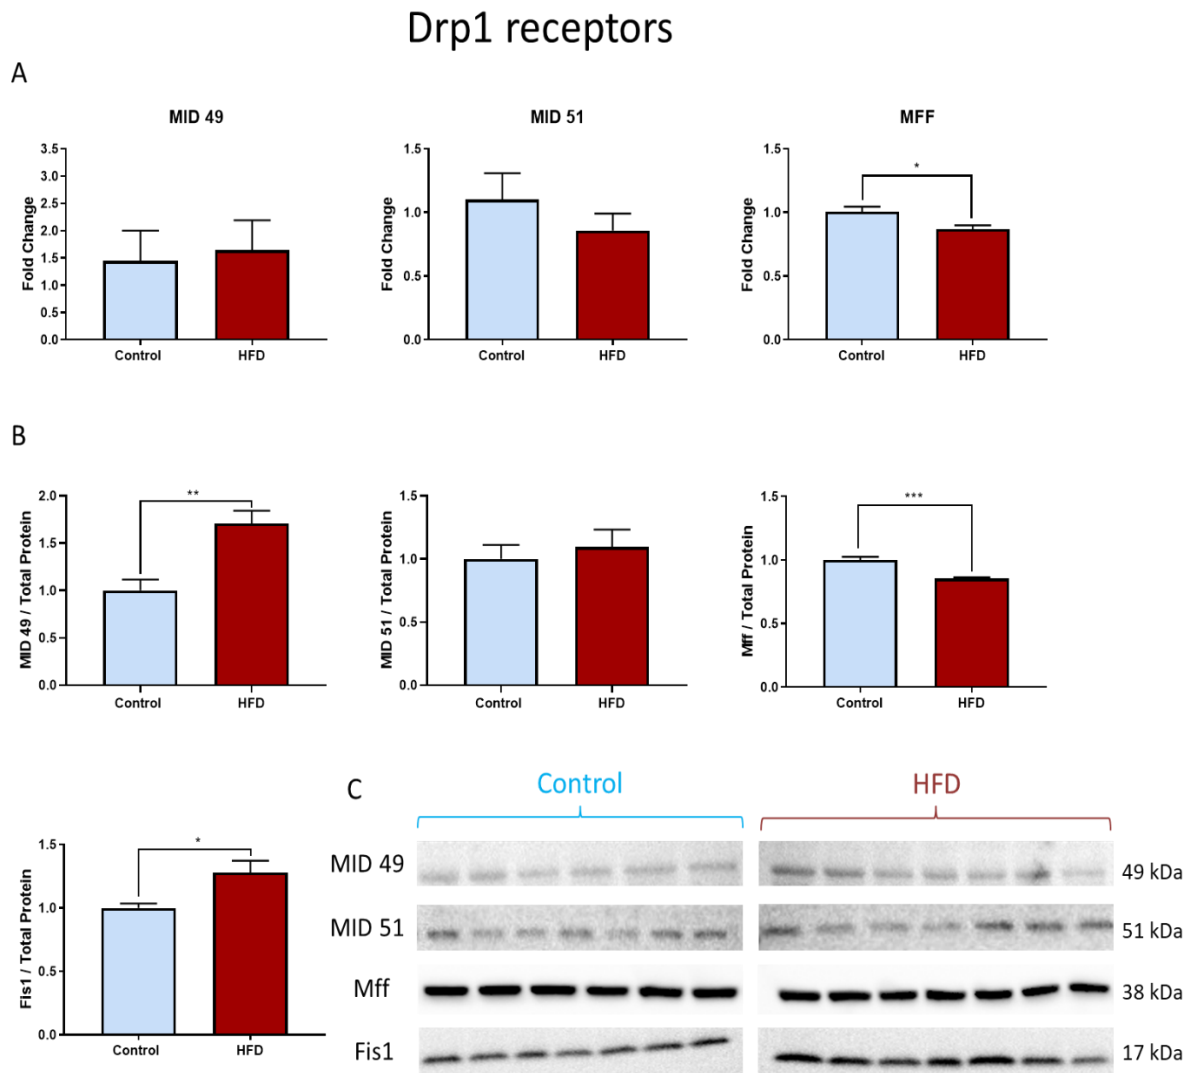 Drp1 receptors
A
MID 49
Fold Change
3.5
3.0
2.5
2.0
1.5
1.0
0.5
0.0
Control HFD
MID 51
Fold Change
1.5
1.0
0.5
0.0
Control HFD
MFF
Fold Change
1.5
1.0
0.5
0.0
*
Control HFD
B
MID 49 / Total Protein
2.0
1.5
1.0
0.5
0.0
**
Control HFD
MID 51 / Total Protein
1.5
1.0
0.5
0.0
Control HFD
Mff / Total Protein
1.5
1.0
0.5
0.0
***
Control HFD
Fis1 / Total Protein
1.5
1.0
0.5
0.0
*
Control HFD
C
Control HFD
MID 49 49 kDa
MID 51 51 kDa
Mff 38 kDa
Fis1 17 kDa